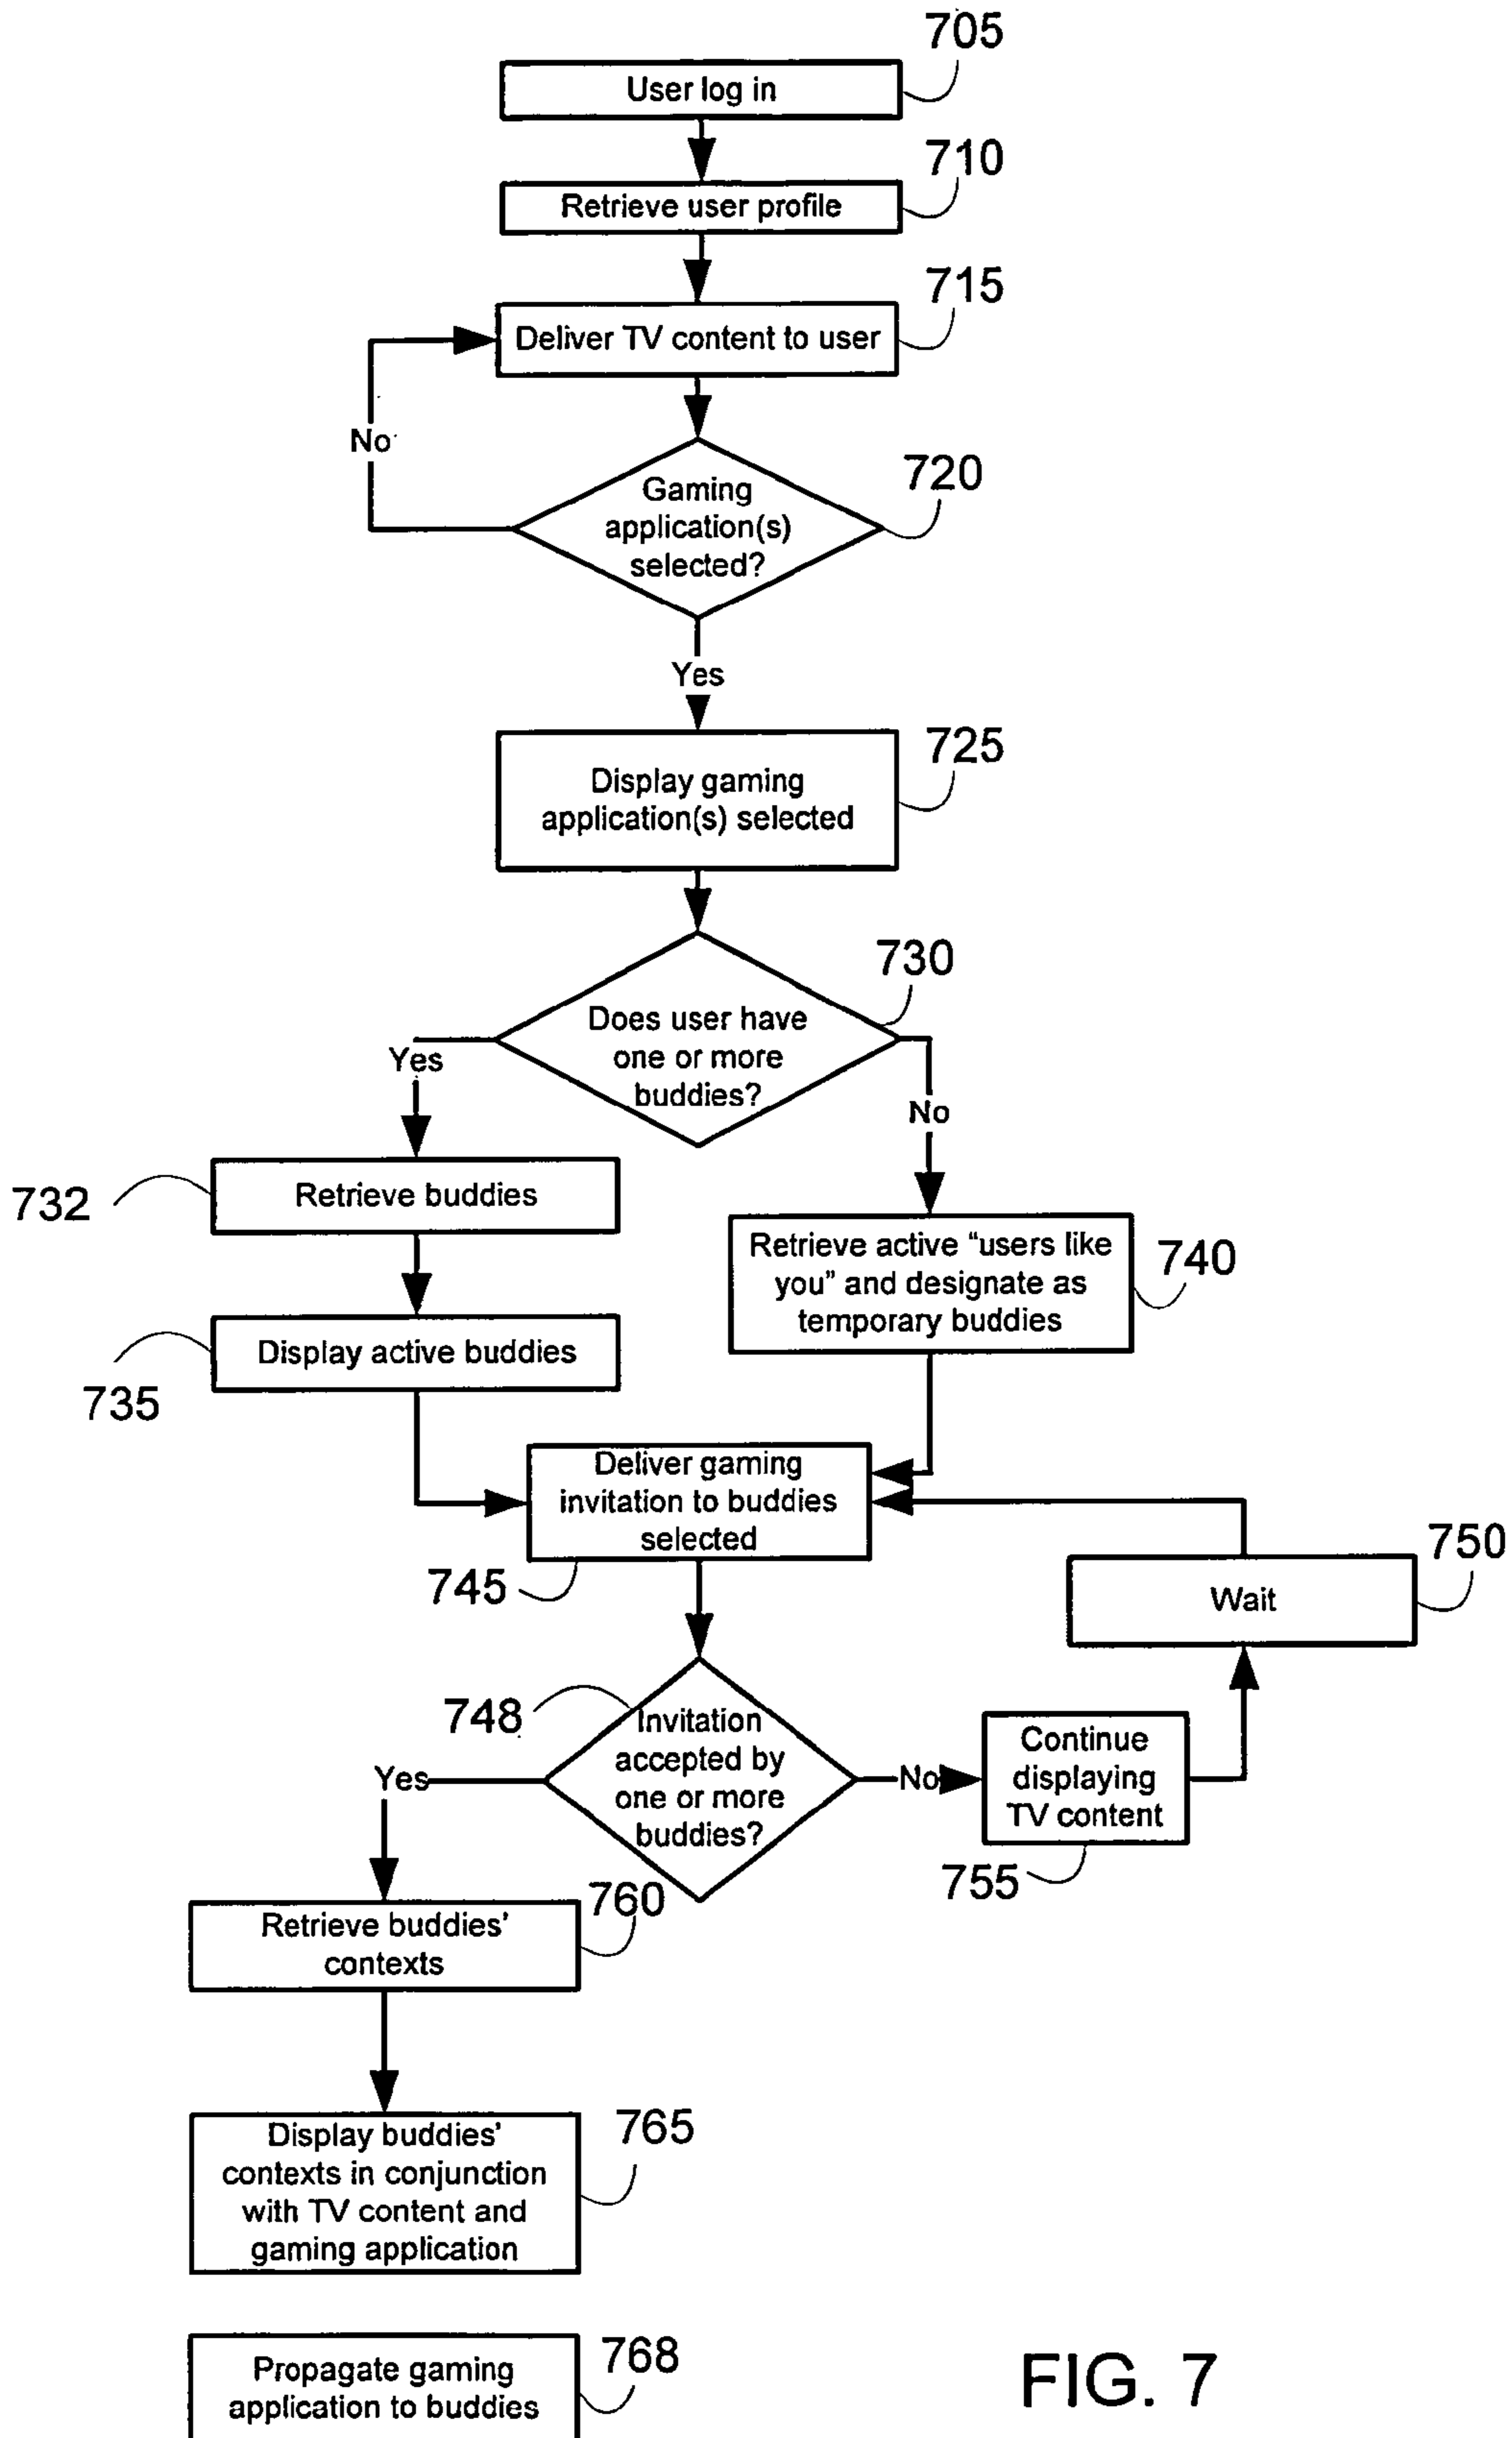 705
User log in
710
Retrieve user profile
715
Deliver TV content to user
No
720
Gaming
application(s)
selected?
Yes
725
Display gaming
application(s) selected
730
Does user have
one or more
buddies?
Yes
No
732
Retrieve buddies
Retrieve active “users like
you” and designate as
temporary buddies
740
Display active buddies
735
Deliver gaming
invitation to buddies
selected
745
750
Wait
748
Invitation
accepted by
one or more
buddies?
Yes
No
Continue
displaying
TV content
755
760
Retrieve buddies’
contexts
765
Display buddies’
contexts in conjunction
with TV content and
gaming application
768
Propagate gaming
application to buddies
FIG. 7